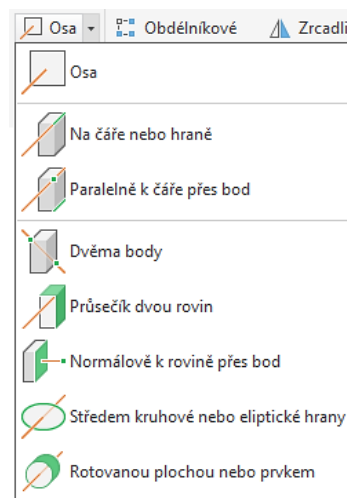 Osa Obdélníkové
Osa
Na čáře nebo hraně
Paralelně k čáře přes bod
Dvěma body
Průsečík dvou rovin
Normálově k rovině přes bod
Středem kruhové nebo eliptické hrany
Rotovanou plochou nebo prvkem